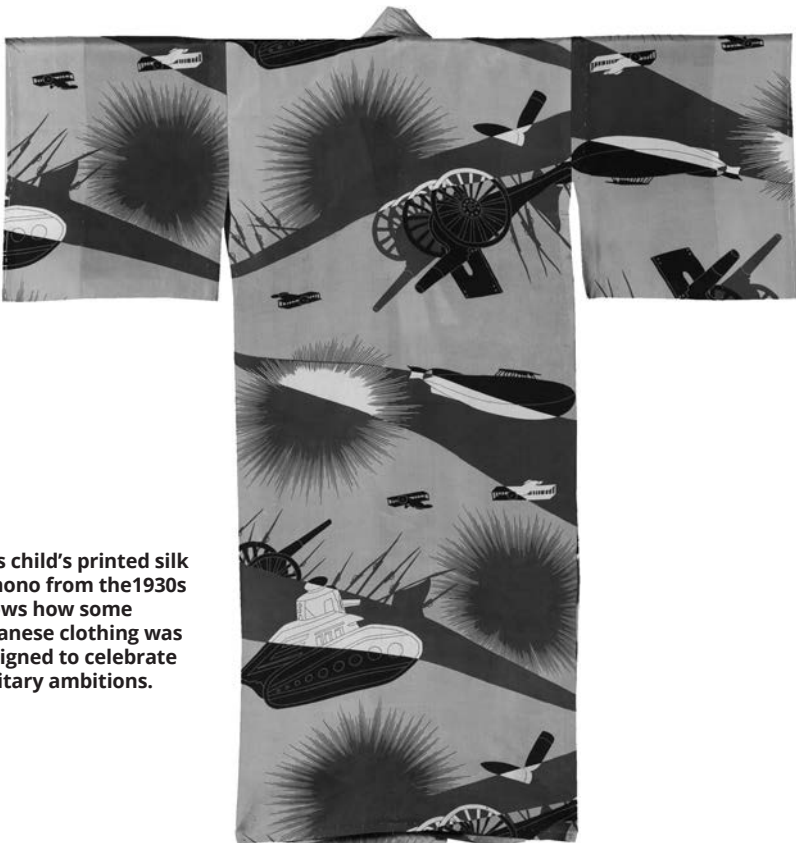 s child’s printed silk
mono from the1930s
ws how some
anese clothing was
igned to celebrate
itary ambitions.